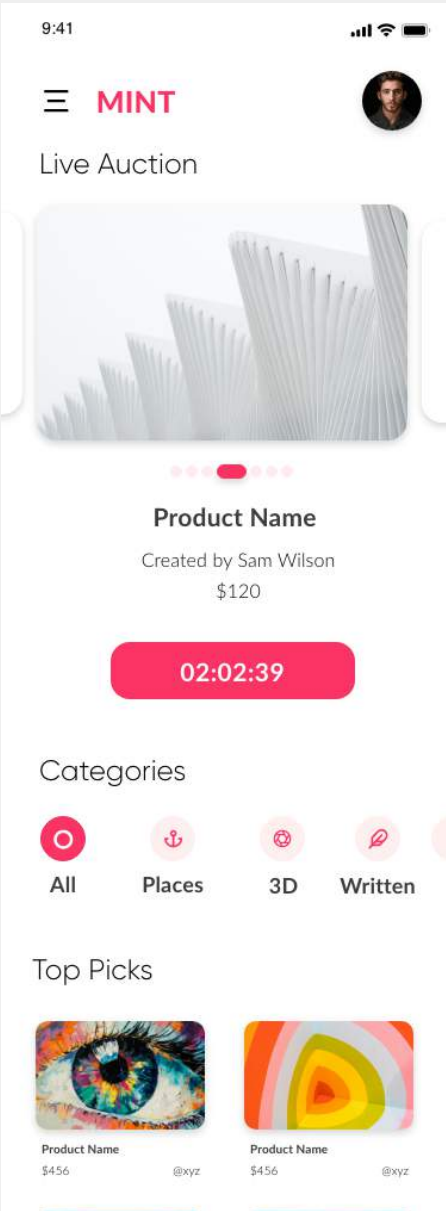 9:41
MINT
Live Auction
Product Name
Created by Sam Wilson
$120
02:02:39
Categories
All Places 3D Written
Top Picks
Product Name Product Name
$456 @xyz $456 @xyz